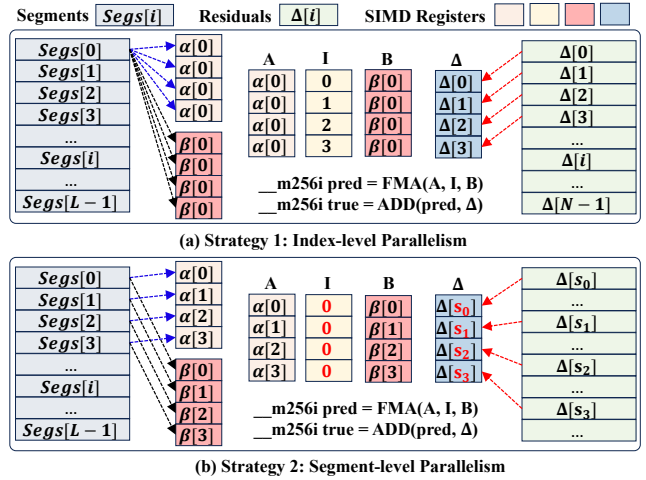 Segments Segs[i] Residuals Δ[i] SIMD Registers
Segs[0]
Segs[1]
Segs[2]
Segs[3]
...
Segs[i]
...
Segs[L−1]
α[0]
α[0]
α[0]
α[0]
β[0]
β[0]
β[0]
β[0]
A I B Δ
α[0] 0 β[0] Δ[0]
α[0] 1 β[0] Δ[1]
α[0] 2 β[0] Δ[2]
α[0] 3 β[0] Δ[3]
__m256i pred = FMA(A, I, B)
__m256i true = ADD(pred, Δ)
Δ[0]
Δ[1]
Δ[2]
Δ[3]
...
Δ[i]
...
Δ[N−1]
(a) Strategy 1: Index-level Parallelism
Segs[0]
Segs[1]
Segs[2]
Segs[3]
...
Segs[i]
...
Segs[L−1]
α[0]
α[1]
α[2]
α[3]
β[0]
β[1]
β[2]
β[3]
A I B Δ
α[0] 0 β[0] Δ[s₀]
α[1] 0 β[1] Δ[s₁]
α[2] 0 β[2] Δ[s₂]
α[3] 0 β[3] Δ[s₃]
__m256i pred = FMA(A, I, B)
__m256i true = ADD(pred, Δ)
Δ[s₀]
...
Δ[s₁]
...
Δ[s₂]
...
Δ[s₃]
...
(b) Strategy 2: Segment-level Parallelism